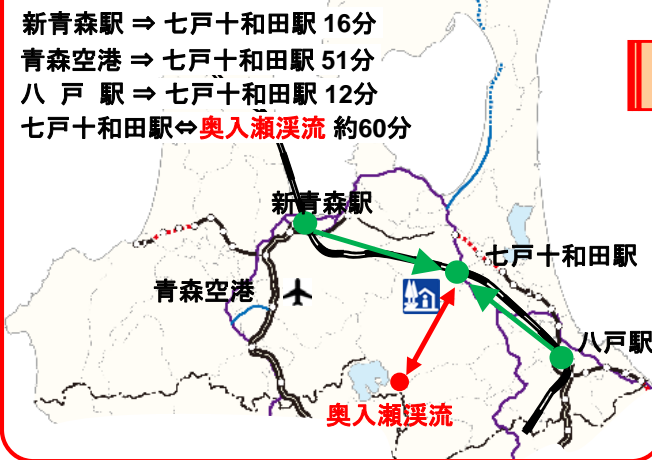 新青森駅 ⇒ 七戸十和田駅 16分
青森空港 ⇒ 七戸十和田駅 51分
八 戸 駅 ⇒ 七戸十和田駅 12分
七戸十和田駅⇔奥入瀬渓流 約60分
新青森駅
七戸十和田駅
青森空港
八戸駅
奥入瀬渓流